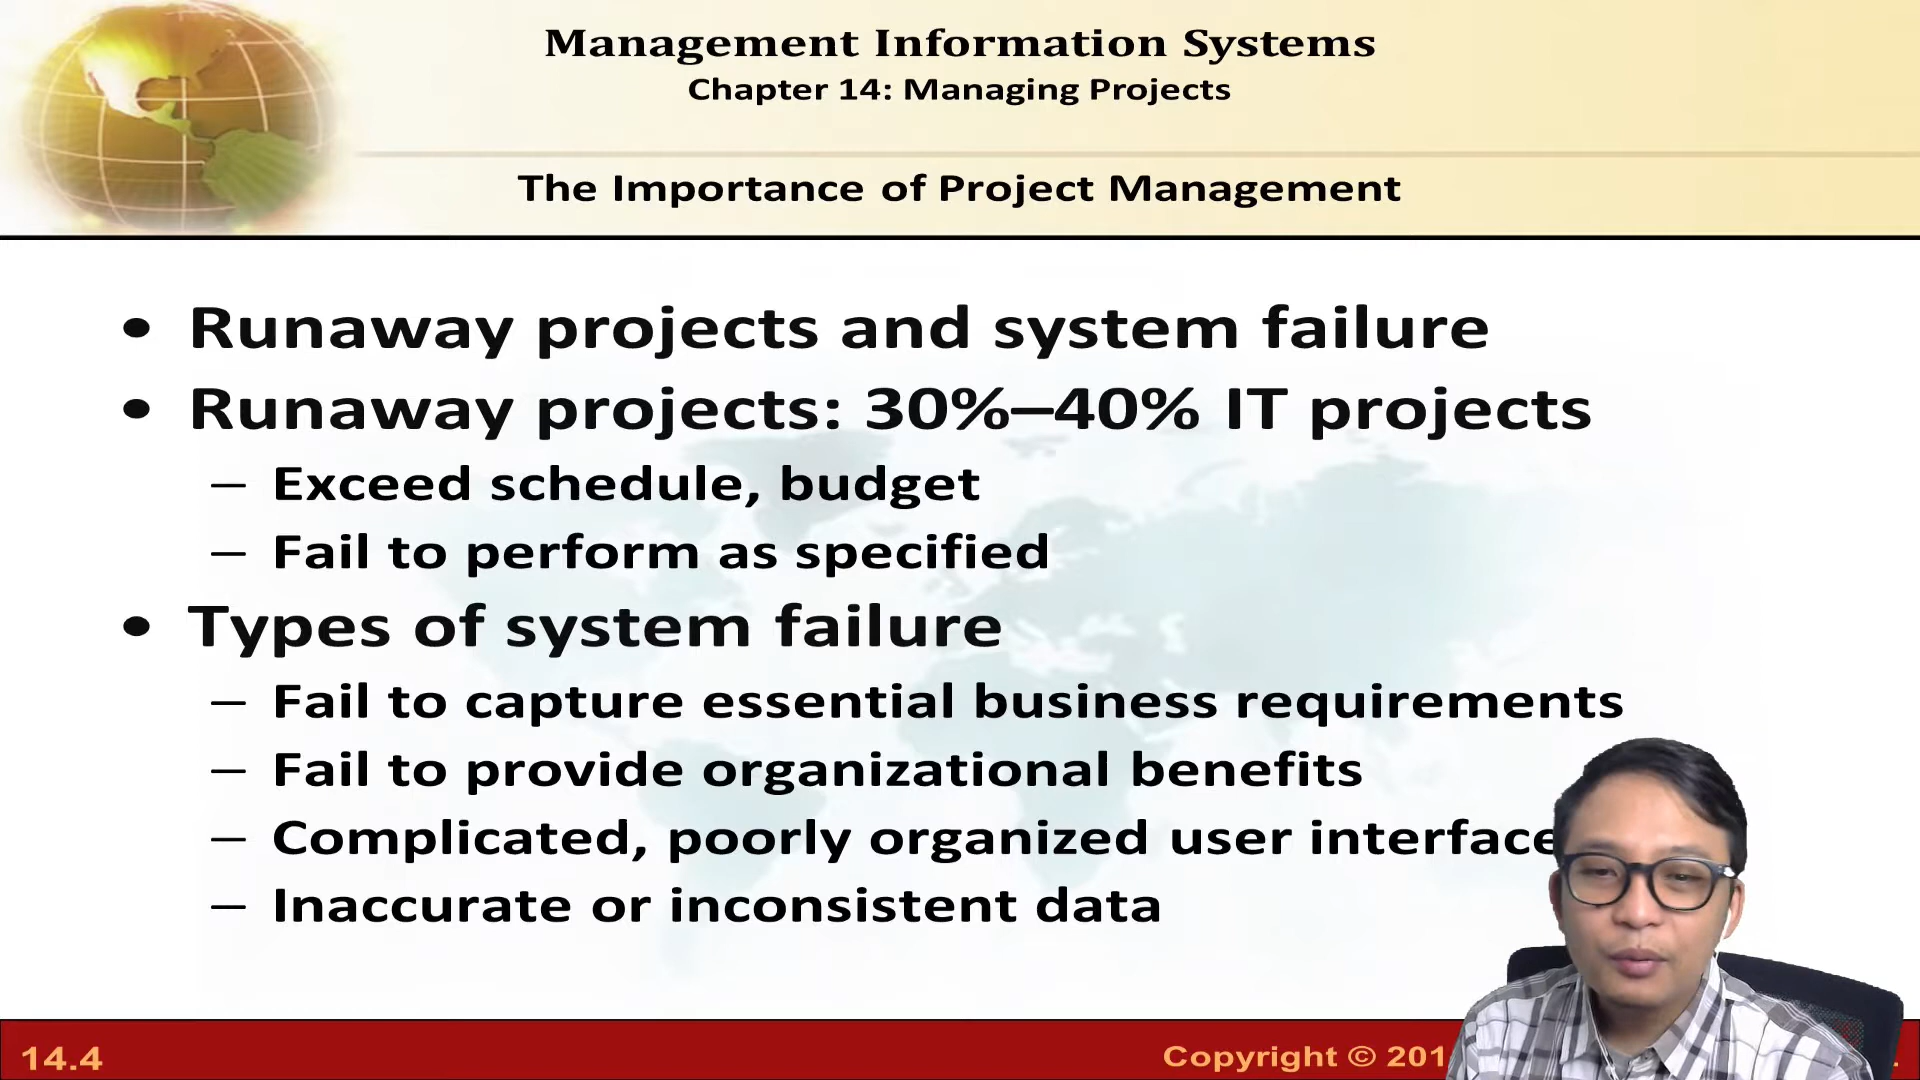 Management Information Systems
Chapter 14: Managing Projects
The Importance of Project Management
• Runaway projects and system failure
• Runaway projects: 30%–40% IT projects
– Exceed schedule, budget
– Fail to perform as specified
• Types of system failure
– Fail to capture essential business requirements
– Fail to provide organizational benefits
– Complicated, poorly organized user interface
– Inaccurate or inconsistent data
14.4
Copyright ©